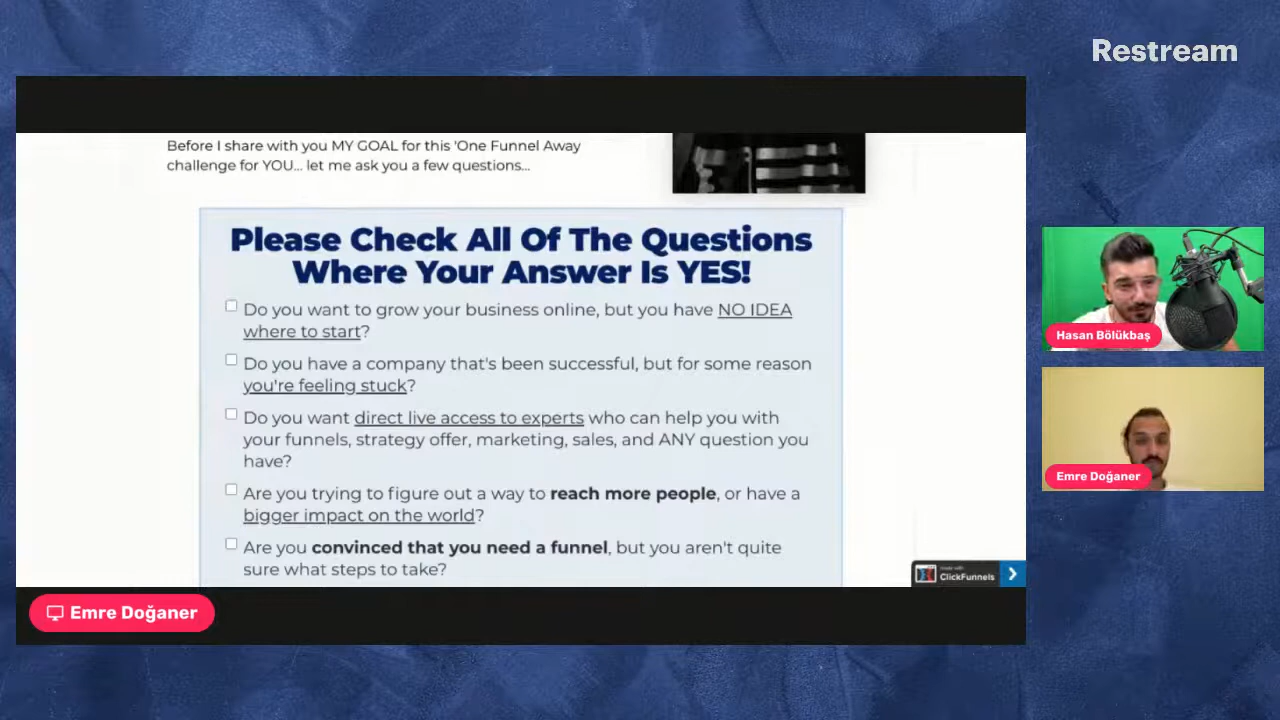 Restream
Before I share with you MY GOAL for this 'One Funnel Away
challenge for YOU... let me ask you a few questions...
Please Check All Of The Questions
Where Your Answer Is YES!
Do you want to grow your business online, but you have NO IDEA
where to start?
Do you have a company that's been successful, but for some reason
you're feeling stuck?
Do you want direct live access to experts who can help you with
your funnels, strategy offer, marketing, sales, and ANY question you
have?
Are you trying to figure out a way to reach more people, or have a
bigger impact on the world?
Are you convinced that you need a funnel, but you aren't quite
sure what steps to take?
made with
ClickFunnels
Emre Doğaner
Hasan Bölükbaş
Emre Doğaner